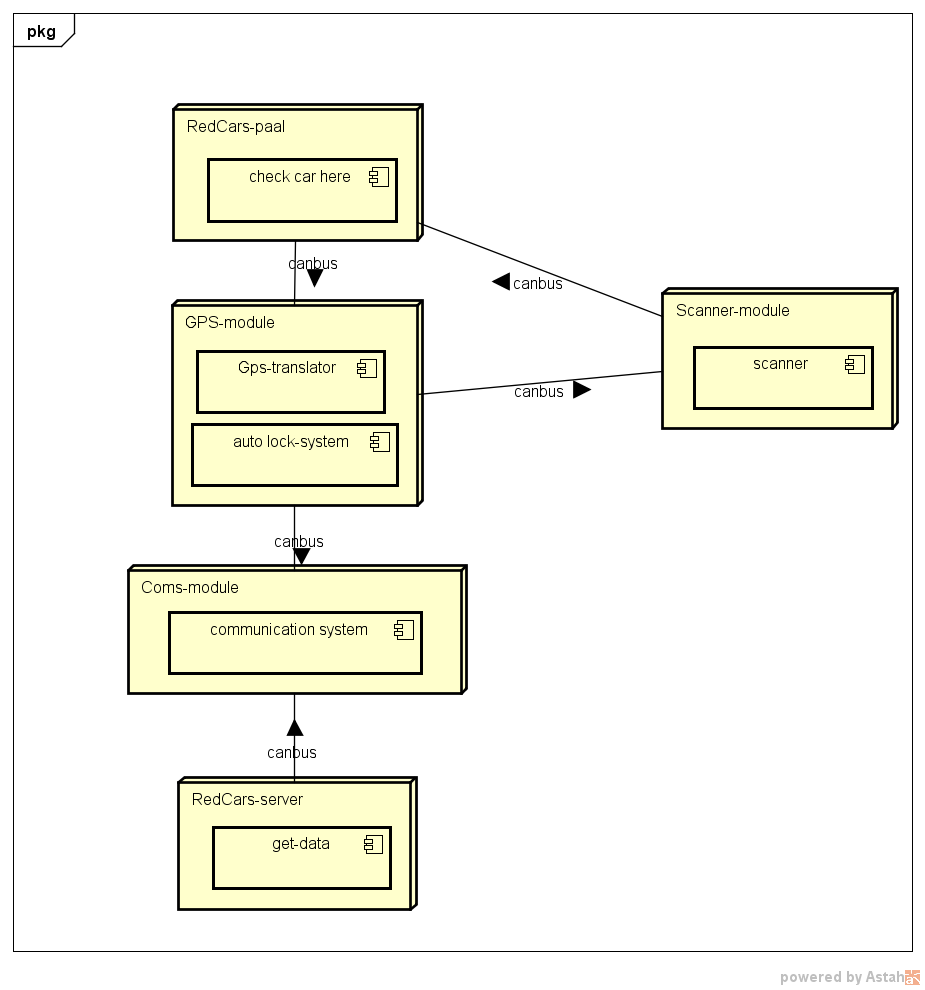 pkg
RedCars-paal
check car here
canbus
canbus
GPS-module
Scanner-module
Gps-translator
scanner
canbus
auto lock-system
canbus
Coms-module
communication system
canbus
RedCars-server
get-data
powered by Astah